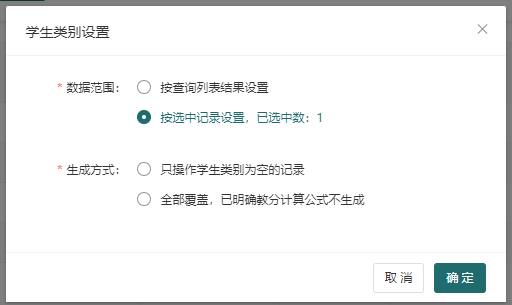 学生类别设置
* 数据范围：
按查询列表结果设置
按选中记录设置，已选中数：1
* 生成方式：
只操作学生类别为空的记录
全部覆盖，已明确教分计算公式不生成
取 消
确 定